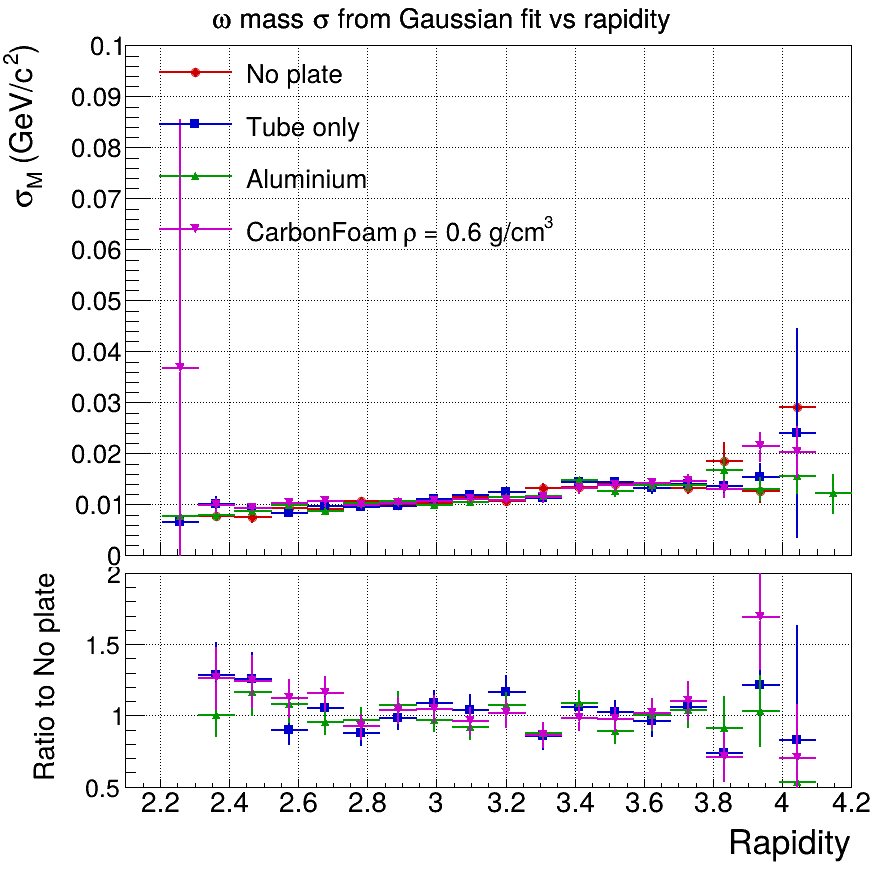 ω mass σ from Gaussian fit vs rapidity
σM (GeV/c²)
0.1
0.09
0.08
0.07
0.06
0.05
0.04
0.03
0.02
0.01
0
No plate
Tube only
Aluminium
CarbonFoam ρ = 0.6 g/cm³
Ratio to No plate
2
1.5
1
0.5
2.2 2.4 2.6 2.8 3 3.2 3.4 3.6 3.8 4 4.2
Rapidity